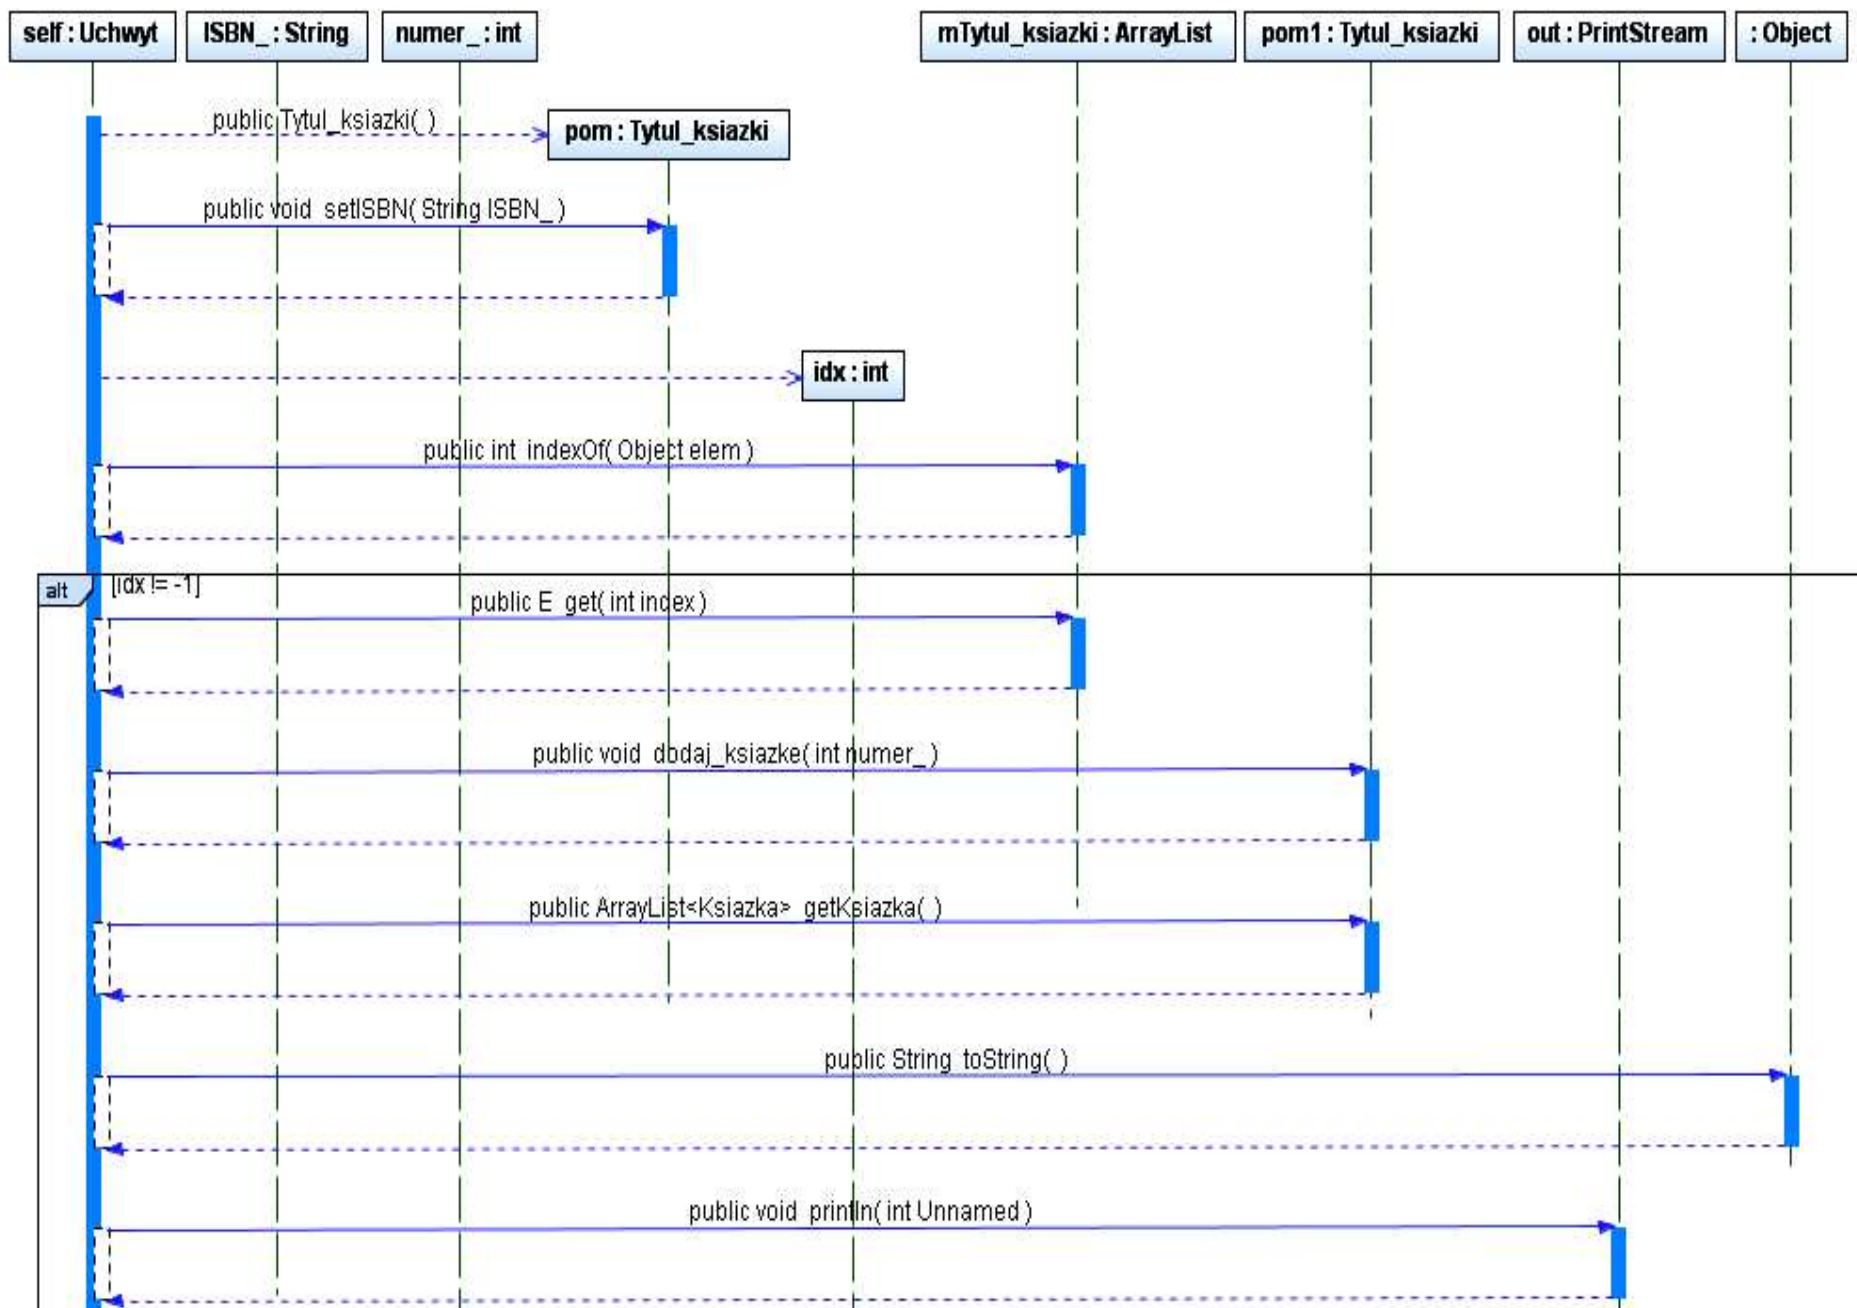 self : Uchwyt
ISBN_ : String
numer_ : int
mTytul_ksiazki : ArrayList
pom1 : Tytul_ksiazki
out : PrintStream
: Object
public Tytul_ksiazki( )
pom : Tytul_ksiazki
public void setISBN( String ISBN_ )
idx : int
public int indexOf( Object elem )
alt
[idx != -1]
public E get( int index )
public void dodaj_ksiazke( int numer_ )
public ArrayList<Ksiazka> getKsiazka( )
public String toString( )
public void println( int Unnamed )